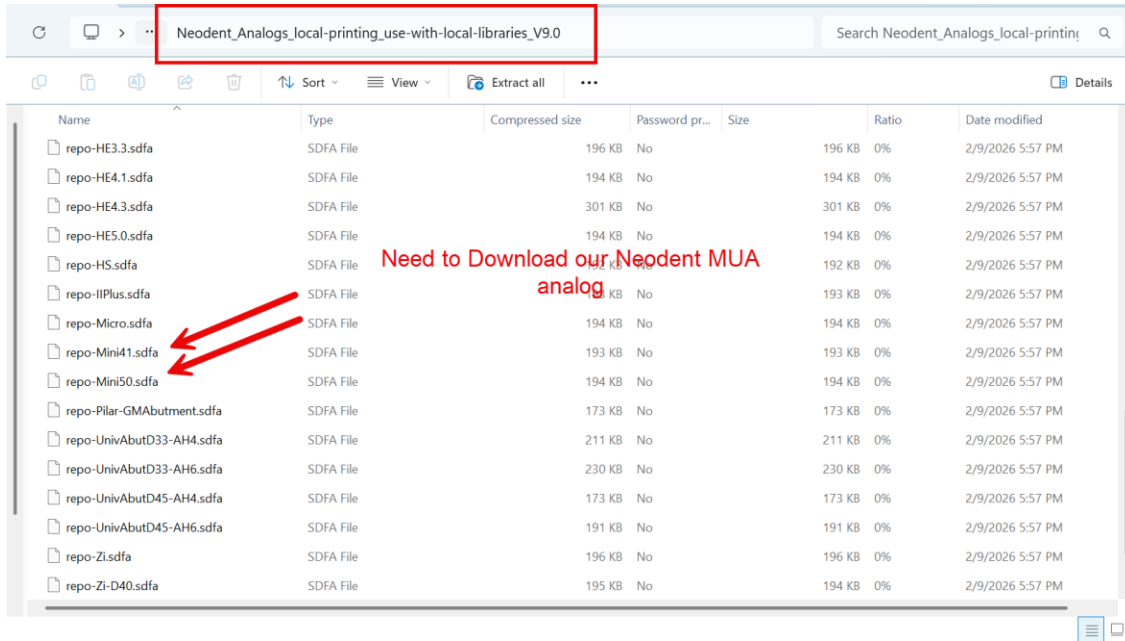 Neodent_Analogs_local-printing_use-with-local-libraries_V9.0
Search Neodent_Analogs_local-printing
Sort
View
Extract all
Details
Name Type Compressed size Password pr... Size Ratio Date modified
repo-HE3.3.sdfa SDFA File 196 KB No 196 KB 0% 2/9/2026 5:57 PM
repo-HE4.1.sdfa SDFA File 194 KB No 194 KB 0% 2/9/2026 5:57 PM
repo-HE4.3.sdfa SDFA File 301 KB No 301 KB 0% 2/9/2026 5:57 PM
repo-HE5.0.sdfa SDFA File 194 KB No 194 KB 0% 2/9/2026 5:57 PM
Need to Download our Neodent MUA
analog
repo-HS.sdfa SDFA File 192 KB No 192 KB 0% 2/9/2026 5:57 PM
repo-IIPlus.sdfa SDFA File KB No 193 KB 0% 2/9/2026 5:57 PM
repo-Micro.sdfa SDFA File 194 KB No 194 KB 0% 2/9/2026 5:57 PM
repo-Mini41.sdfa SDFA File 193 KB No 193 KB 0% 2/9/2026 5:57 PM
repo-Mini50.sdfa SDFA File 194 KB No 194 KB 0% 2/9/2026 5:57 PM
repo-Pilar-GMAbutment.sdfa SDFA File 173 KB No 173 KB 0% 2/9/2026 5:57 PM
repo-UnivAbutD33-AH4.sdfa SDFA File 211 KB No 211 KB 0% 2/9/2026 5:57 PM
repo-UnivAbutD33-AH6.sdfa SDFA File 230 KB No 230 KB 0% 2/9/2026 5:57 PM
repo-UnivAbutD45-AH4.sdfa SDFA File 173 KB No 173 KB 0% 2/9/2026 5:57 PM
repo-UnivAbutD45-AH6.sdfa SDFA File 191 KB No 191 KB 0% 2/9/2026 5:57 PM
repo-Zi.sdfa SDFA File 196 KB No 196 KB 0% 2/9/2026 5:57 PM
repo-Zi-D40.sdfa SDFA File 195 KB No 194 KB 0% 2/9/2026 5:57 PM